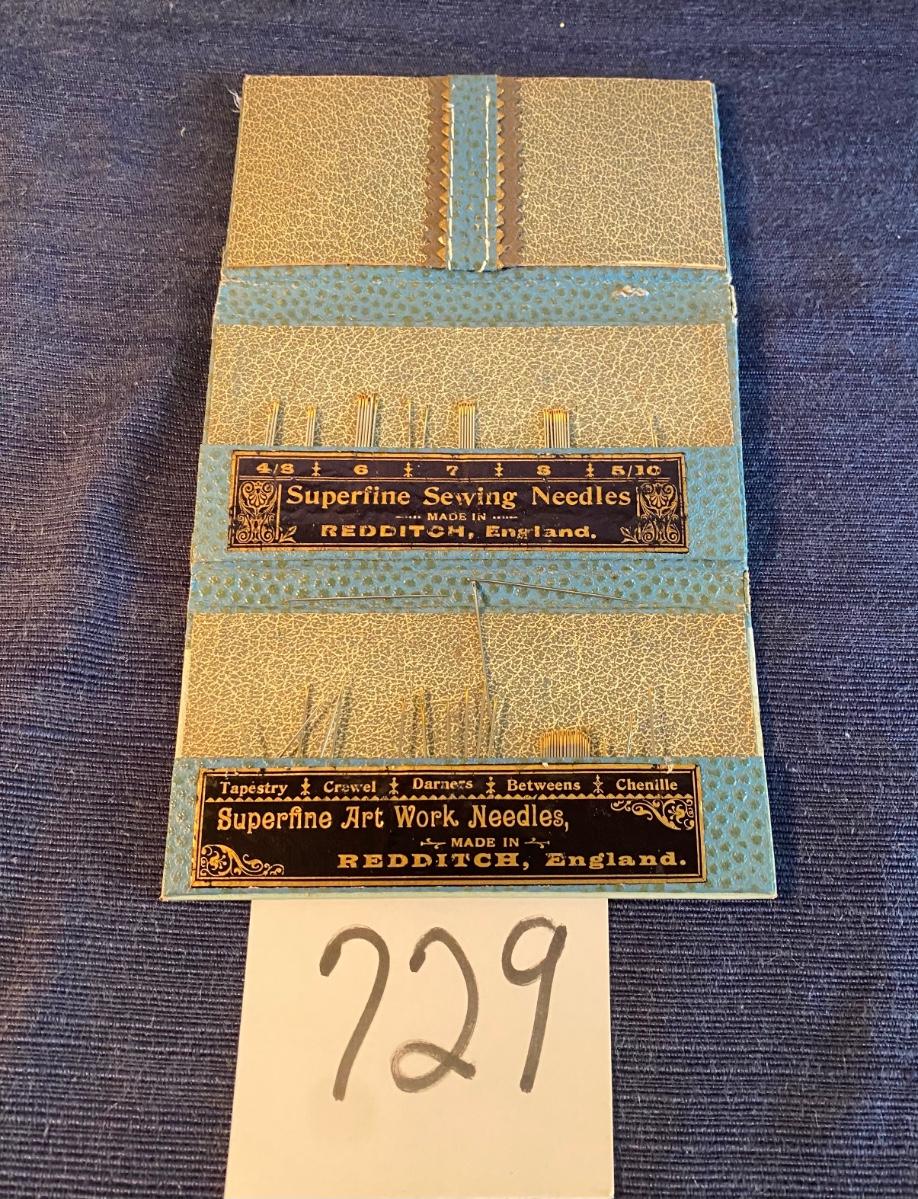 4/8 6 7 8 5/10
Superfine Sewing Needles
MADE IN
REDDITCH, England.
Tapestry Crewel Darners Betweens Chenille
Superfine Art Work Needles,
MADE IN
REDDITCH, England.
729